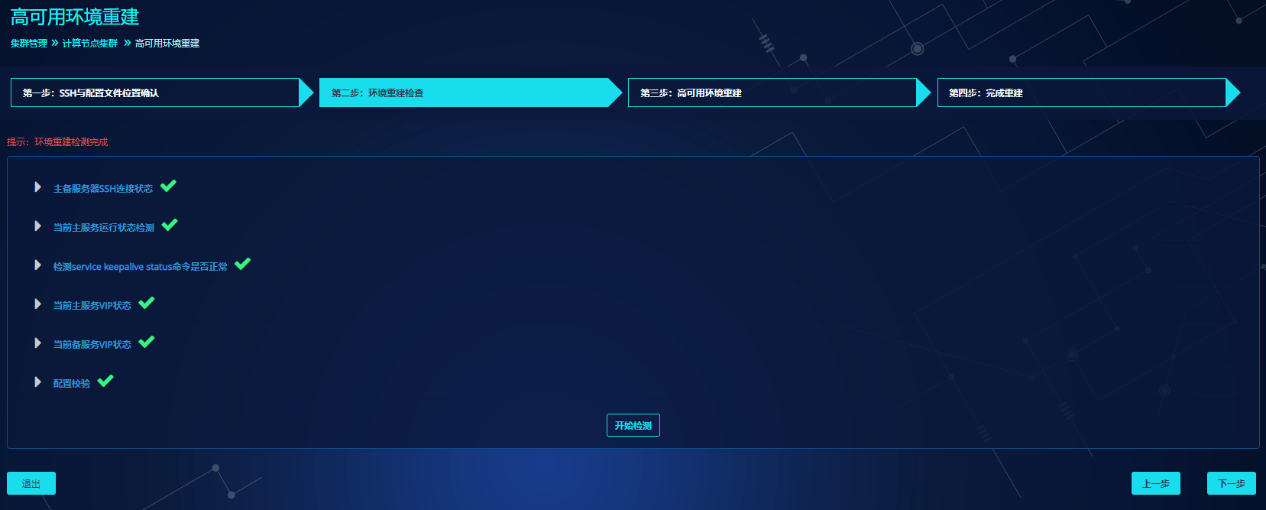 高可用环境重建
集群管理 » 计算节点集群 » 高可用环境重建
第一步：SSH与配置文件位置确认
第二步：环境重建检查
第三步：高可用环境重建
第四步：完成重建
提示：环境重建检测完成
主备服务器SSH连接状态
当前主服务运行状态检测
检测service keepalive status命令是否正常
当前主服务VIP状态
当前备服务VIP状态
配置校验
开始检测
退出
上一步
下一步